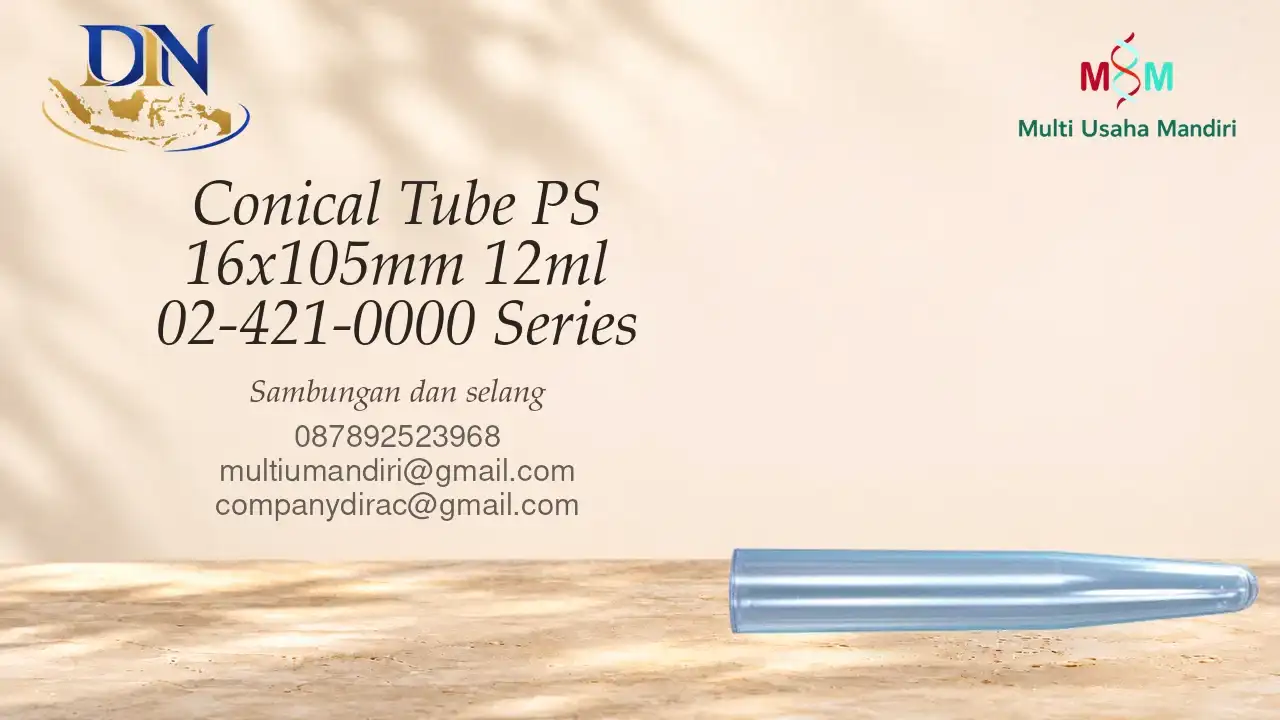 DIN
M M
Multi Usaha Mandiri
Conical Tube PS
16x105mm 12ml
02-421-0000 Series
Sambungan dan selang
087892523968
multiumandiri@gmail.com
companydirac@gmail.com